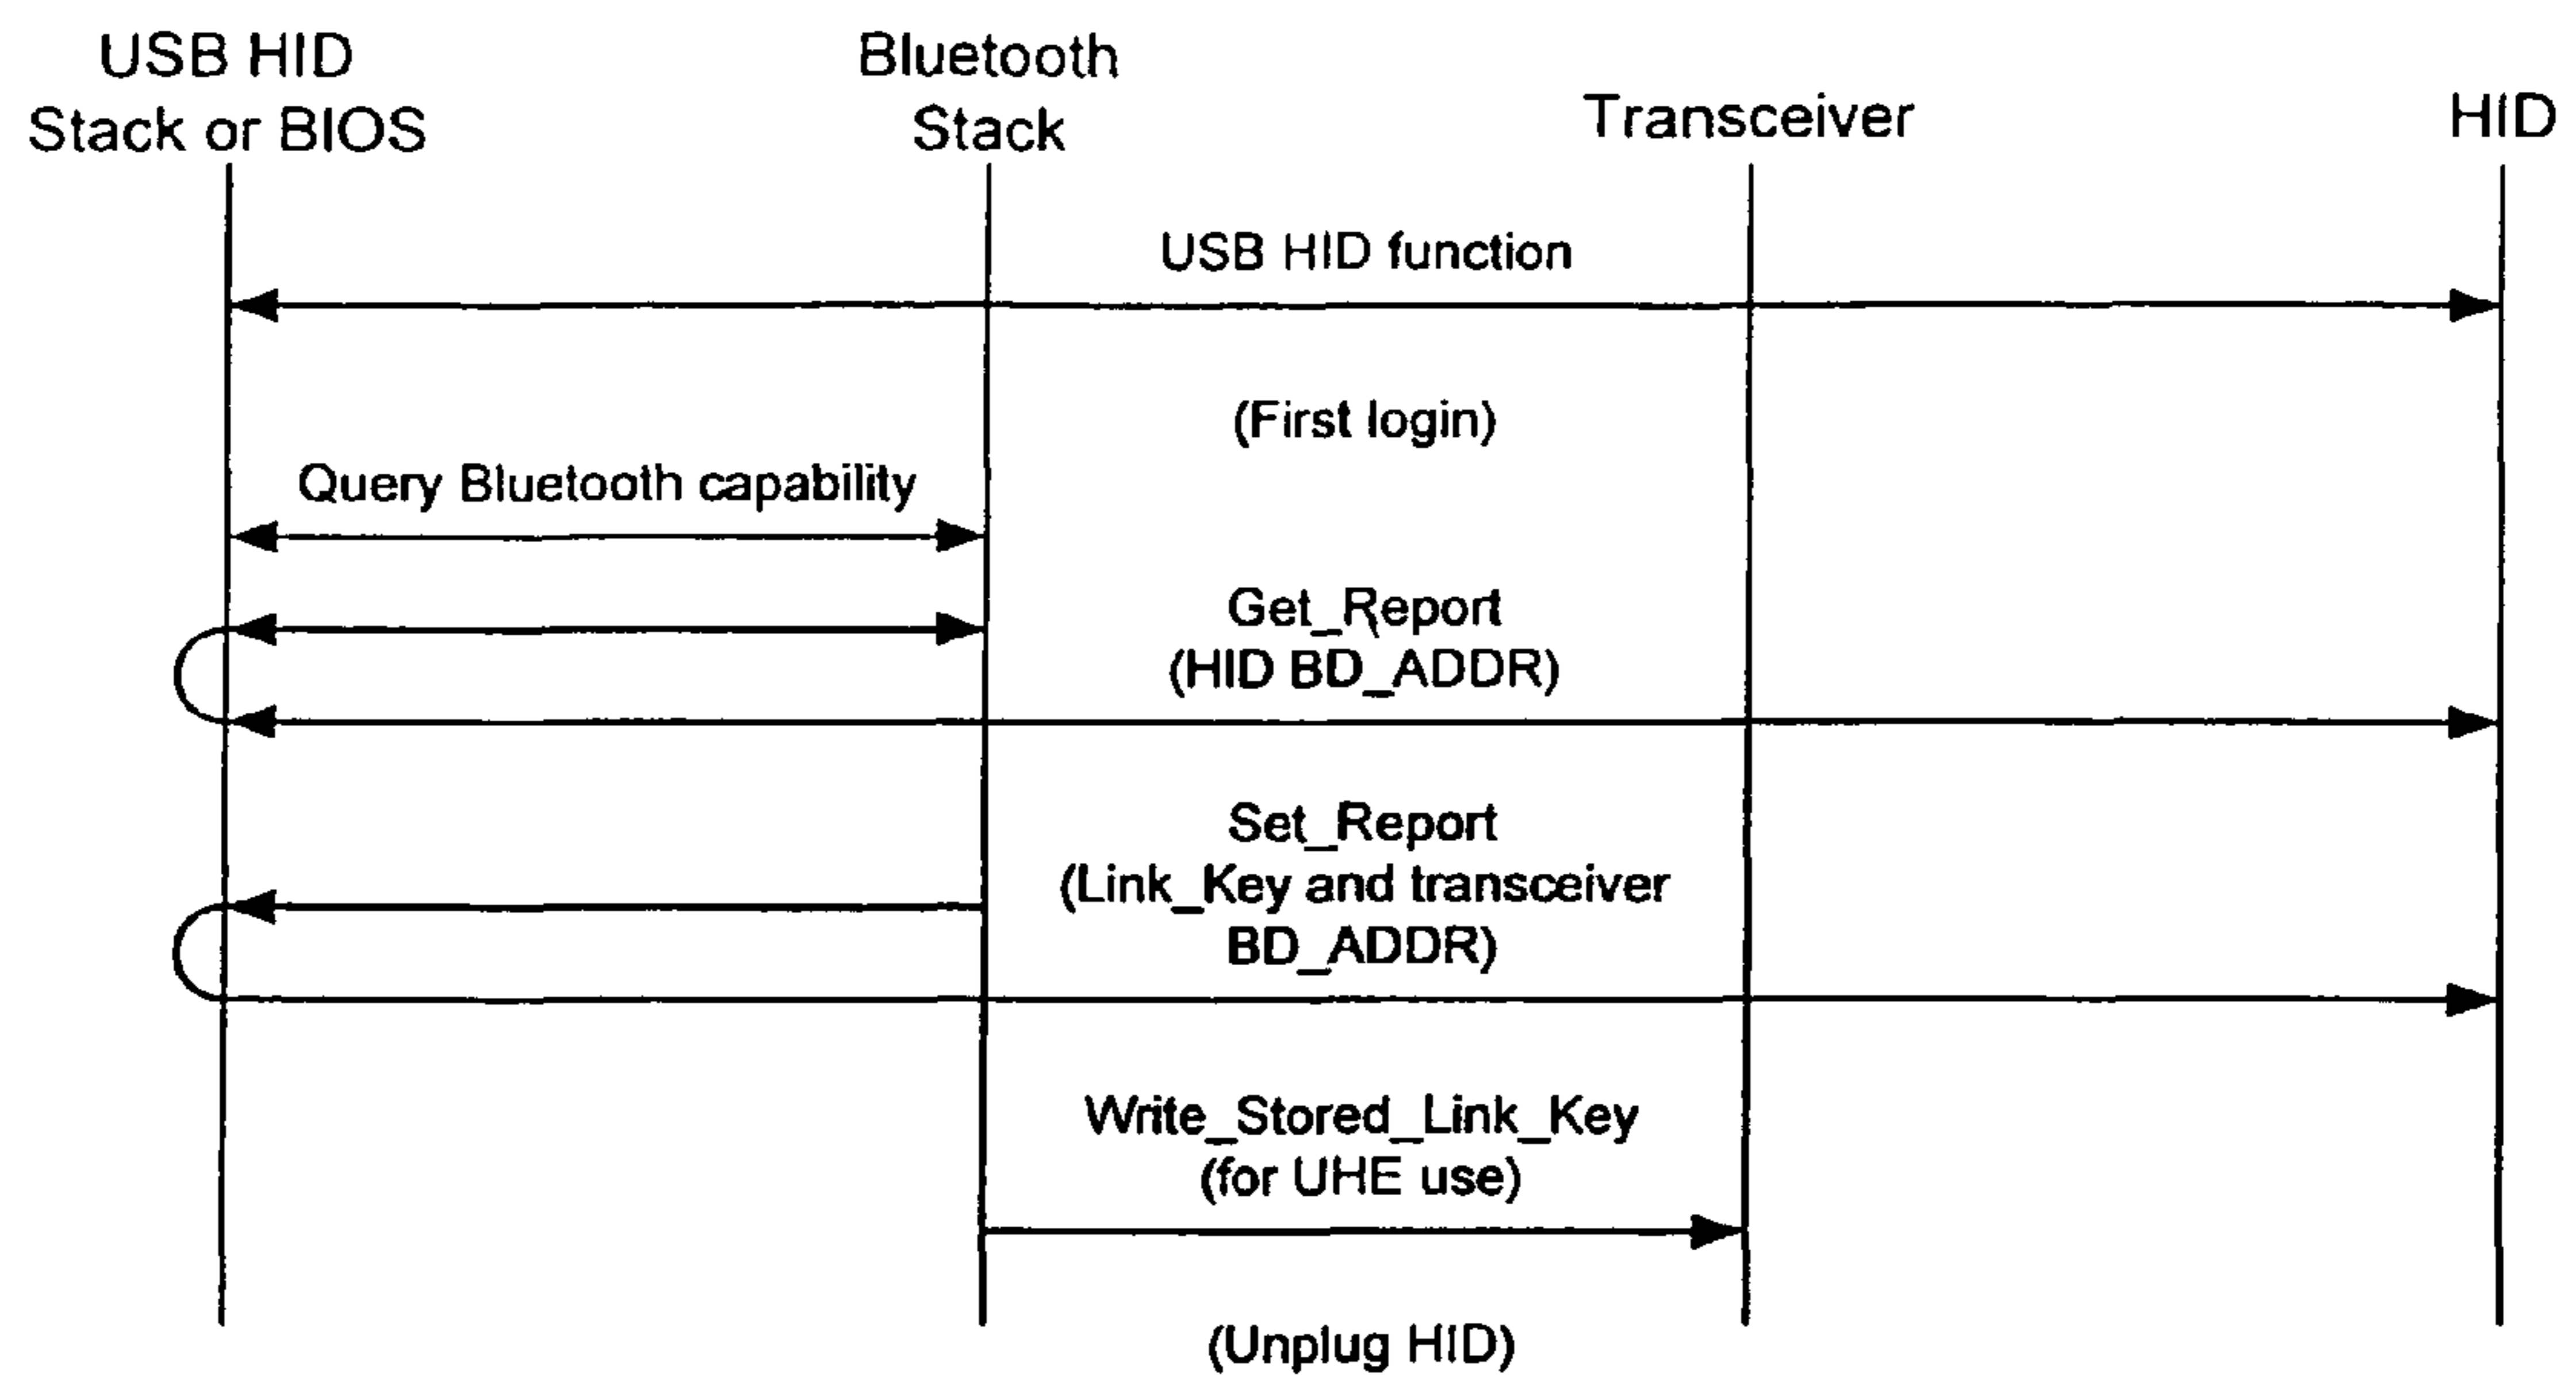 USB HID
Stack or BIOS
Bluetooth
Stack
Transceiver
HID
USB HID function
(First login)
Query Bluetooth capability
Get_Report
(HID BD_ADDR)
Set_Report
(Link_Key and transceiver
BD_ADDR)
Write_Stored_Link_Key
(for UHE use)
(Unplug HID)